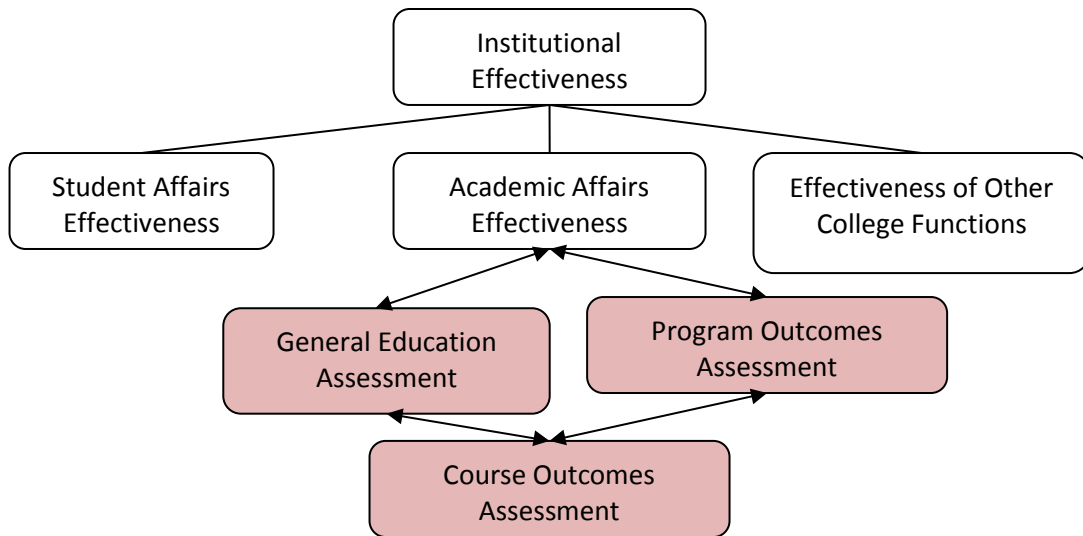 Institutional
Effectiveness
Student Affairs
Effectiveness
Academic Affairs
Effectiveness
Effectiveness of Other
College Functions
General Education
Assessment
Program Outcomes
Assessment
Course Outcomes
Assessment